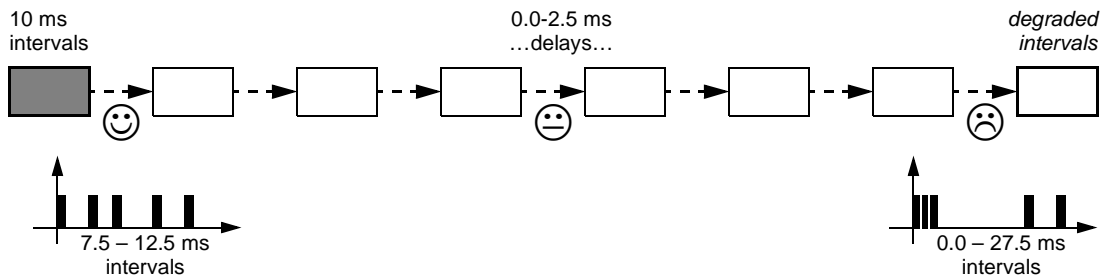 10 ms
intervals
0.0-2.5 ms
…delays…
degraded
intervals
7.5 – 12.5 ms
intervals
0.0 – 27.5 ms
intervals